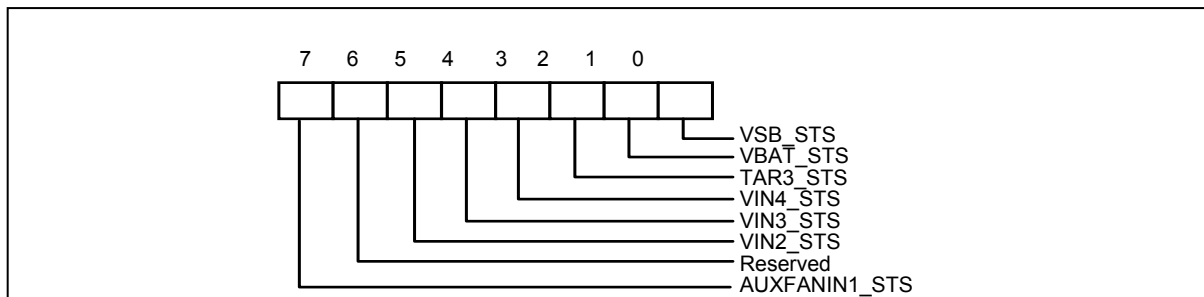 7 6 5 4 3 2 1 0
VSB_STS
VBAT_STS
TAR3_STS
VIN4_STS
VIN3_STS
VIN2_STS
Reserved
AUXFANIN1_STS